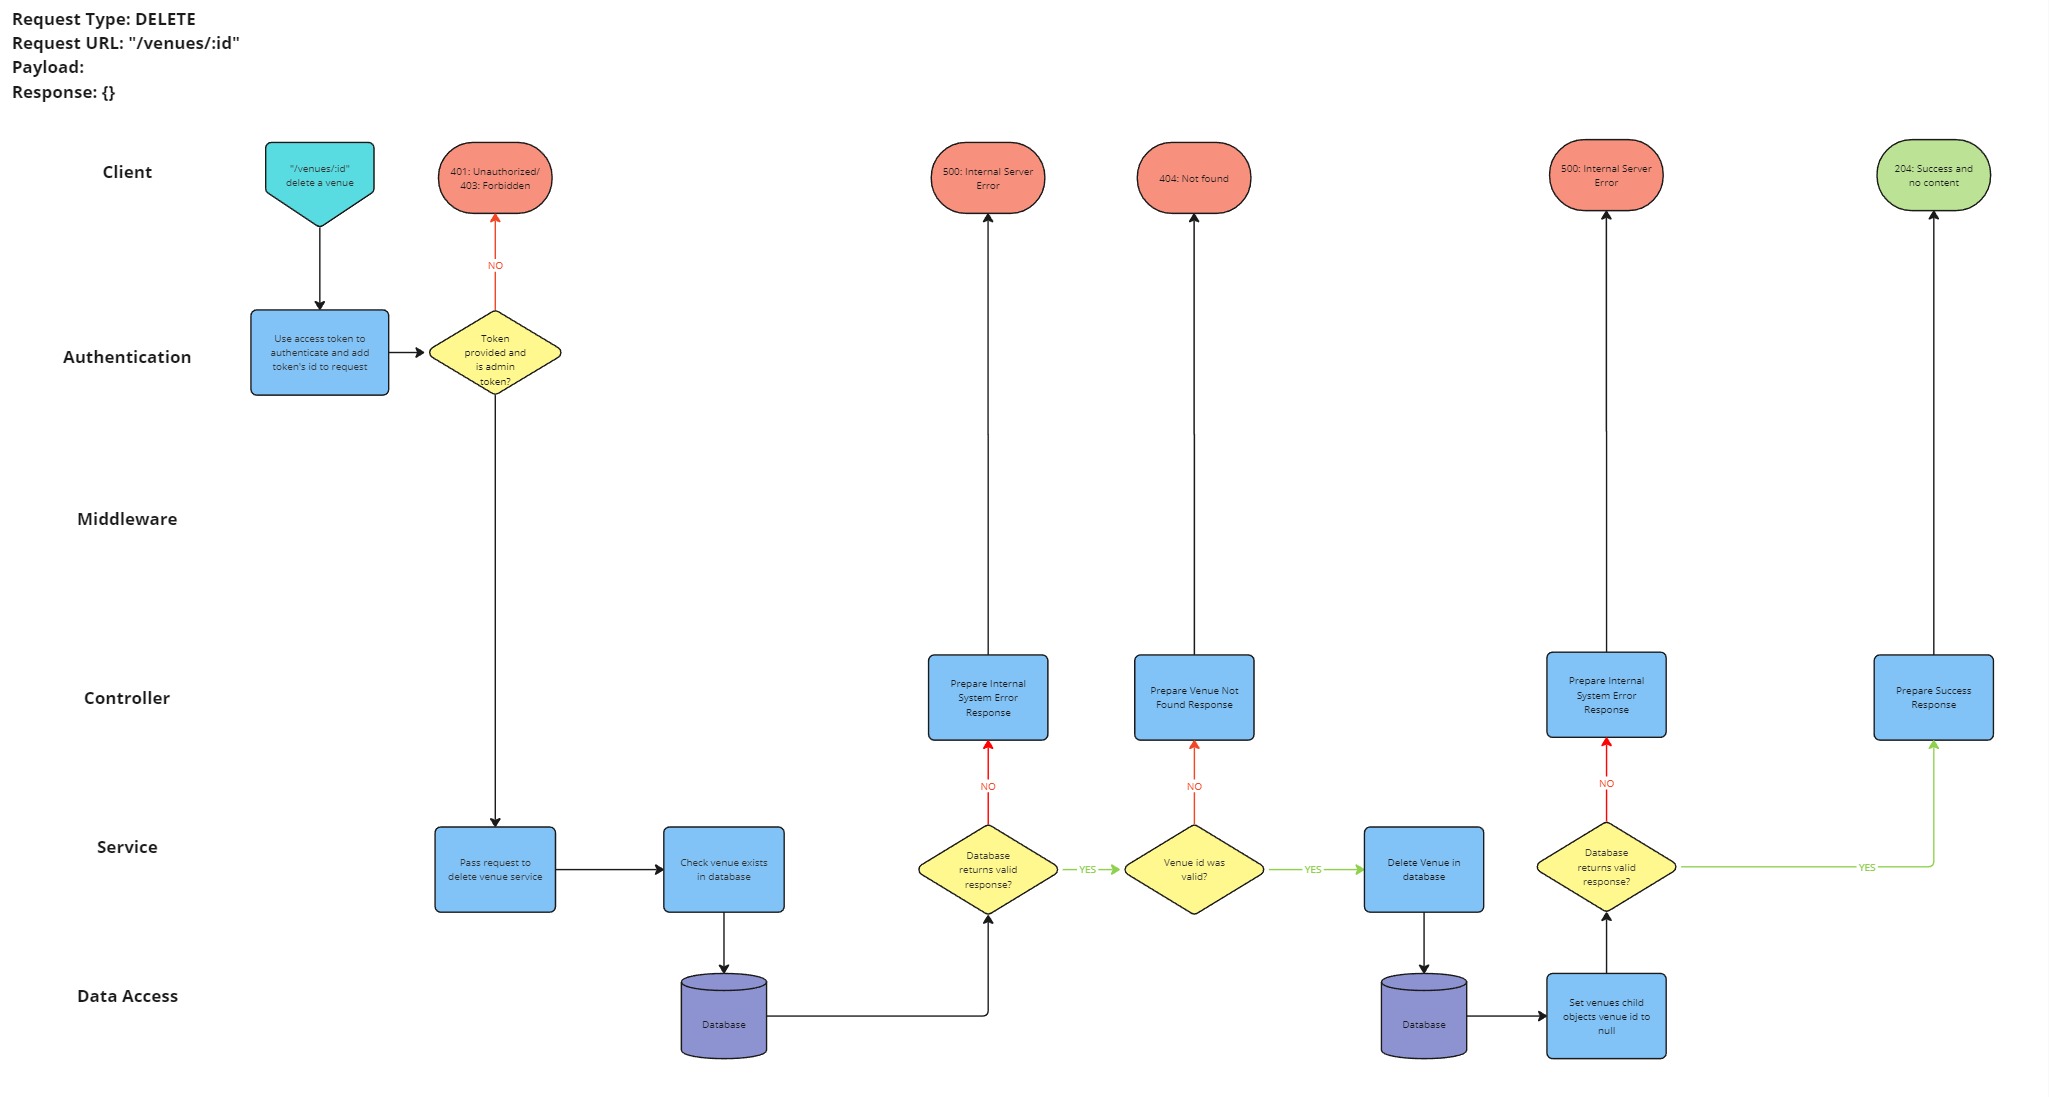 Request Type: DELETE
Request URL: "/venues/:id"
Payload:
Response: {}
Client
"/venues/:id"
delete a venue
401: Unauthorized/
403: Forbidden
500: Internal Server
Error
404: Not found
500: Internal Server
Error
204: Success and
no content
NO
Authentication
Use access token to
authenticate and add
token's id to request
Token
provided and
is admin
token?
Middleware
Controller
Prepare Internal
System Error
Response
Prepare Venue Not
Found Response
Prepare Internal
System Error
Response
Prepare Success
Response
NO
NO
NO
Service
Pass request to
delete venue service
Check venue exists
in database
Database
returns valid
response?
YES
Venue id was
valid?
YES
Delete Venue in
database
Database
returns valid
response?
YES
Data Access
Database
Database
Set venues child
objects venue id to
null